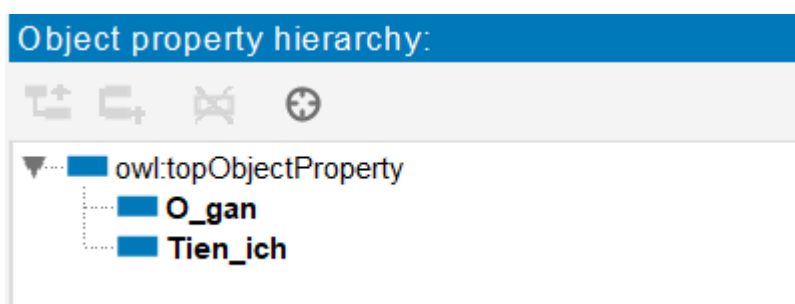 Object property hierarchy:
owl:topObjectProperty
O_gan
Tien_ich